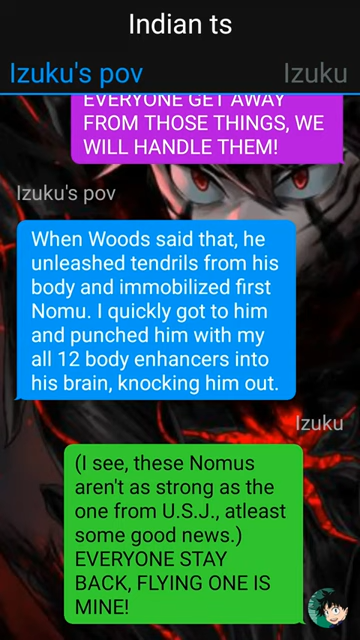 Indian ts
Izuku's pov Izuku
EVERYONE GET AWAY
FROM THOSE THINGS, WE
WILL HANDLE THEM!
Izuku's pov
When Woods said that, he
unleashed tendrils from his
body and immobilized first
Nomu. I quickly got to him
and punched him with my
all 12 body enhancers into
his brain, knocking him out.
Izuku
(I see, these Nomus
aren't as strong as the
one from U.S.J., atleast
some good news.)
EVERYONE STAY
BACK, FLYING ONE IS
MINE!